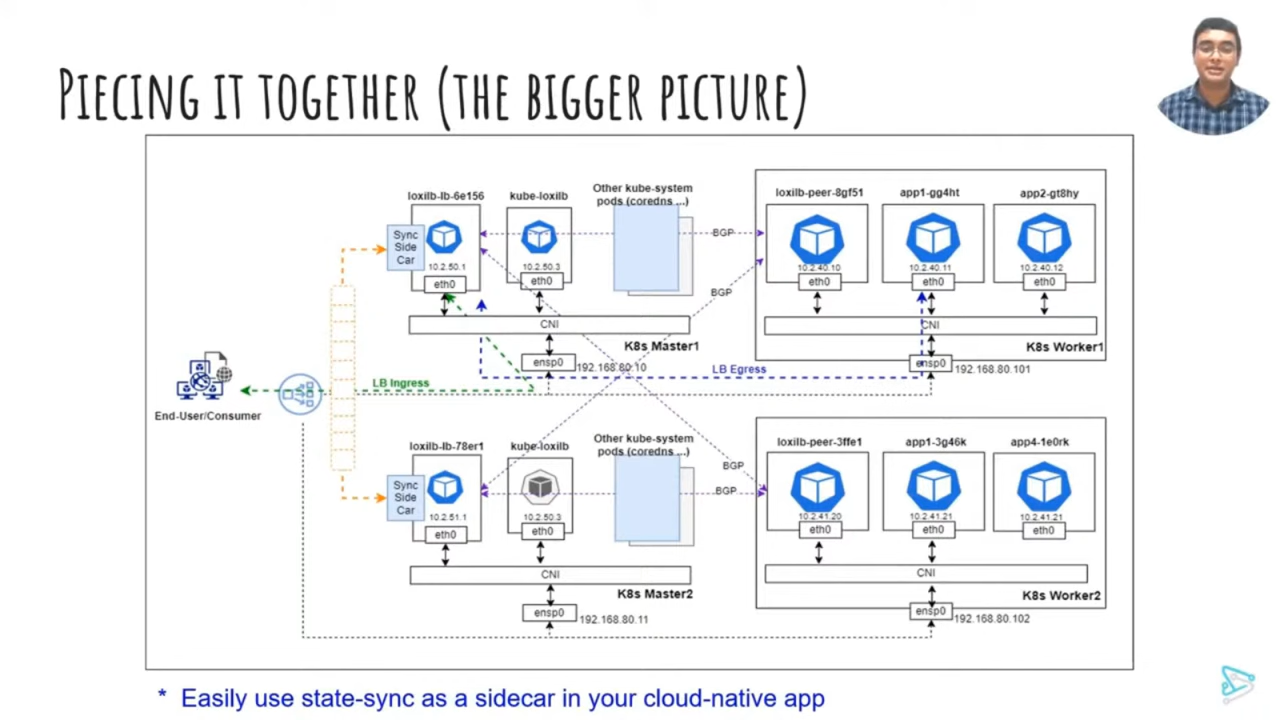 Piecing it together (the bigger picture)
loxilb-lb-6e156
kube-loxilb
Other kube-system
pods (coredns ...)
loxilb-peer-8gf51
app1-gg4ht
app2-gt8hy
Sync
Side
Car
10.2.50.1
10.2.50.3
BGP
10.2.40.10
10.2.40.11
10.2.40.12
eth0
eth0
eth0
eth0
eth0
BGP
CNI
CNI
K8s Master1
K8s Worker1
ensp0
192.168.80.10
ensp0
192.168.80.101
LB Ingress
LB Egress
End-User/Consumer
loxilb-lb-78er1
kube-loxilb
Other kube-system
pods (coredns ...)
loxilb-peer-3ffe1
app1-3g46k
app4-1e0rk
Sync
Side
Car
BGP
BGP
10.2.51.1
10.2.50.3
10.2.41.20
10.2.41.21
10.2.41.21
eth0
eth0
eth0
eth0
eth0
CNI
CNI
K8s Master2
K8s Worker2
ensp0
192.168.80.11
ensp0
192.168.80.102
* Easily use state-sync as a sidecar in your cloud-native app